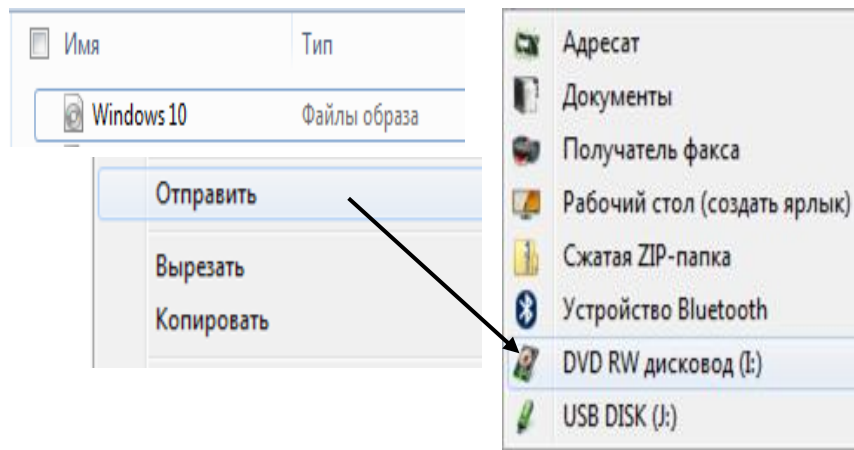 Имя Тип
Windows 10 Файлы образа
Отправить
Вырезать
Копировать
Адресат
Документы
Получатель факса
Рабочий стол (создать ярлык)
Сжатая ZIP-папка
Устройство Bluetooth
DVD RW дисковод (I:)
USB DISK (J:)